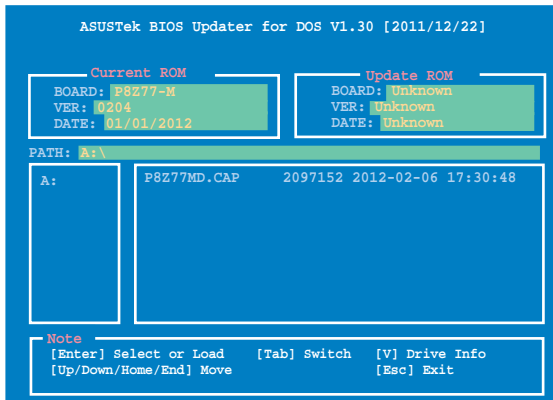 ASUSTek BIOS Updater for DOS V1.30 [2011/12/22]
Current ROM
BOARD: P8Z77-M
VER: 0204
DATE: 01/01/2012
Update ROM
BOARD: Unknown
VER: Unknown
DATE: Unknown
PATH: A:\
A:
P8Z77MD.CAP 2097152 2012-02-06 17:30:48
Note
[Enter] Select or Load [Tab] Switch [V] Drive Info
[Up/Down/Home/End] Move [Esc] Exit